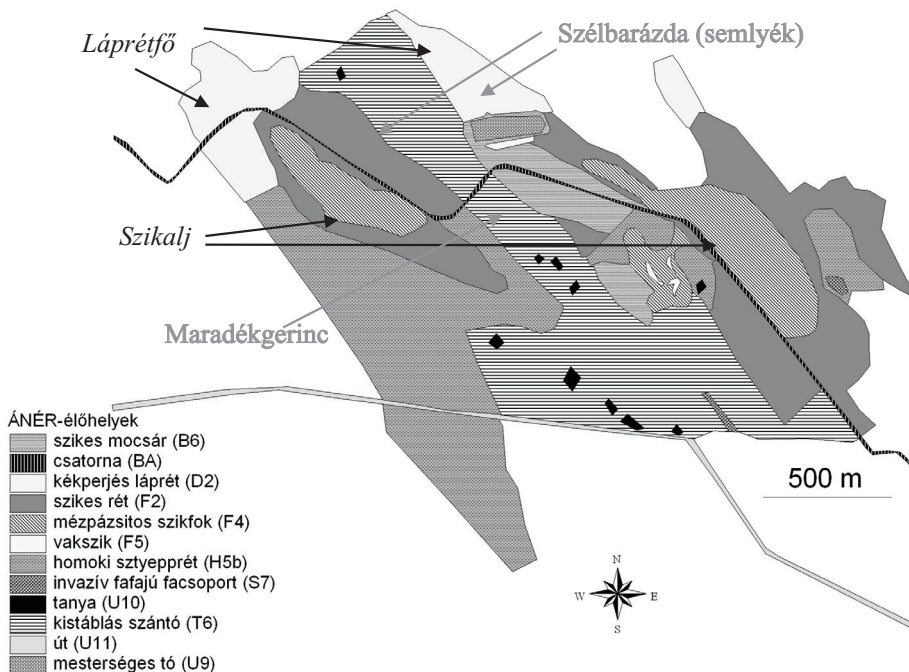 Láprétfő
Szélbarázda (semlyék)
Szikalj
Maradékgerinc
ÁNÉR-élőhelyek
szikes mocsár (B6)
csatorna (BA)
kékperjés láprét (D2)
szikes rét (F2)
mézpázsitos szikfok (F4)
vakszik (F5)
homoki sztyepprét (H5b)
invazív fafajú facsoport (S7)
tanya (U10)
kistáblás szántó (T6)
út (U11)
mesterséges tó (U9)
500 m
N
W E
S